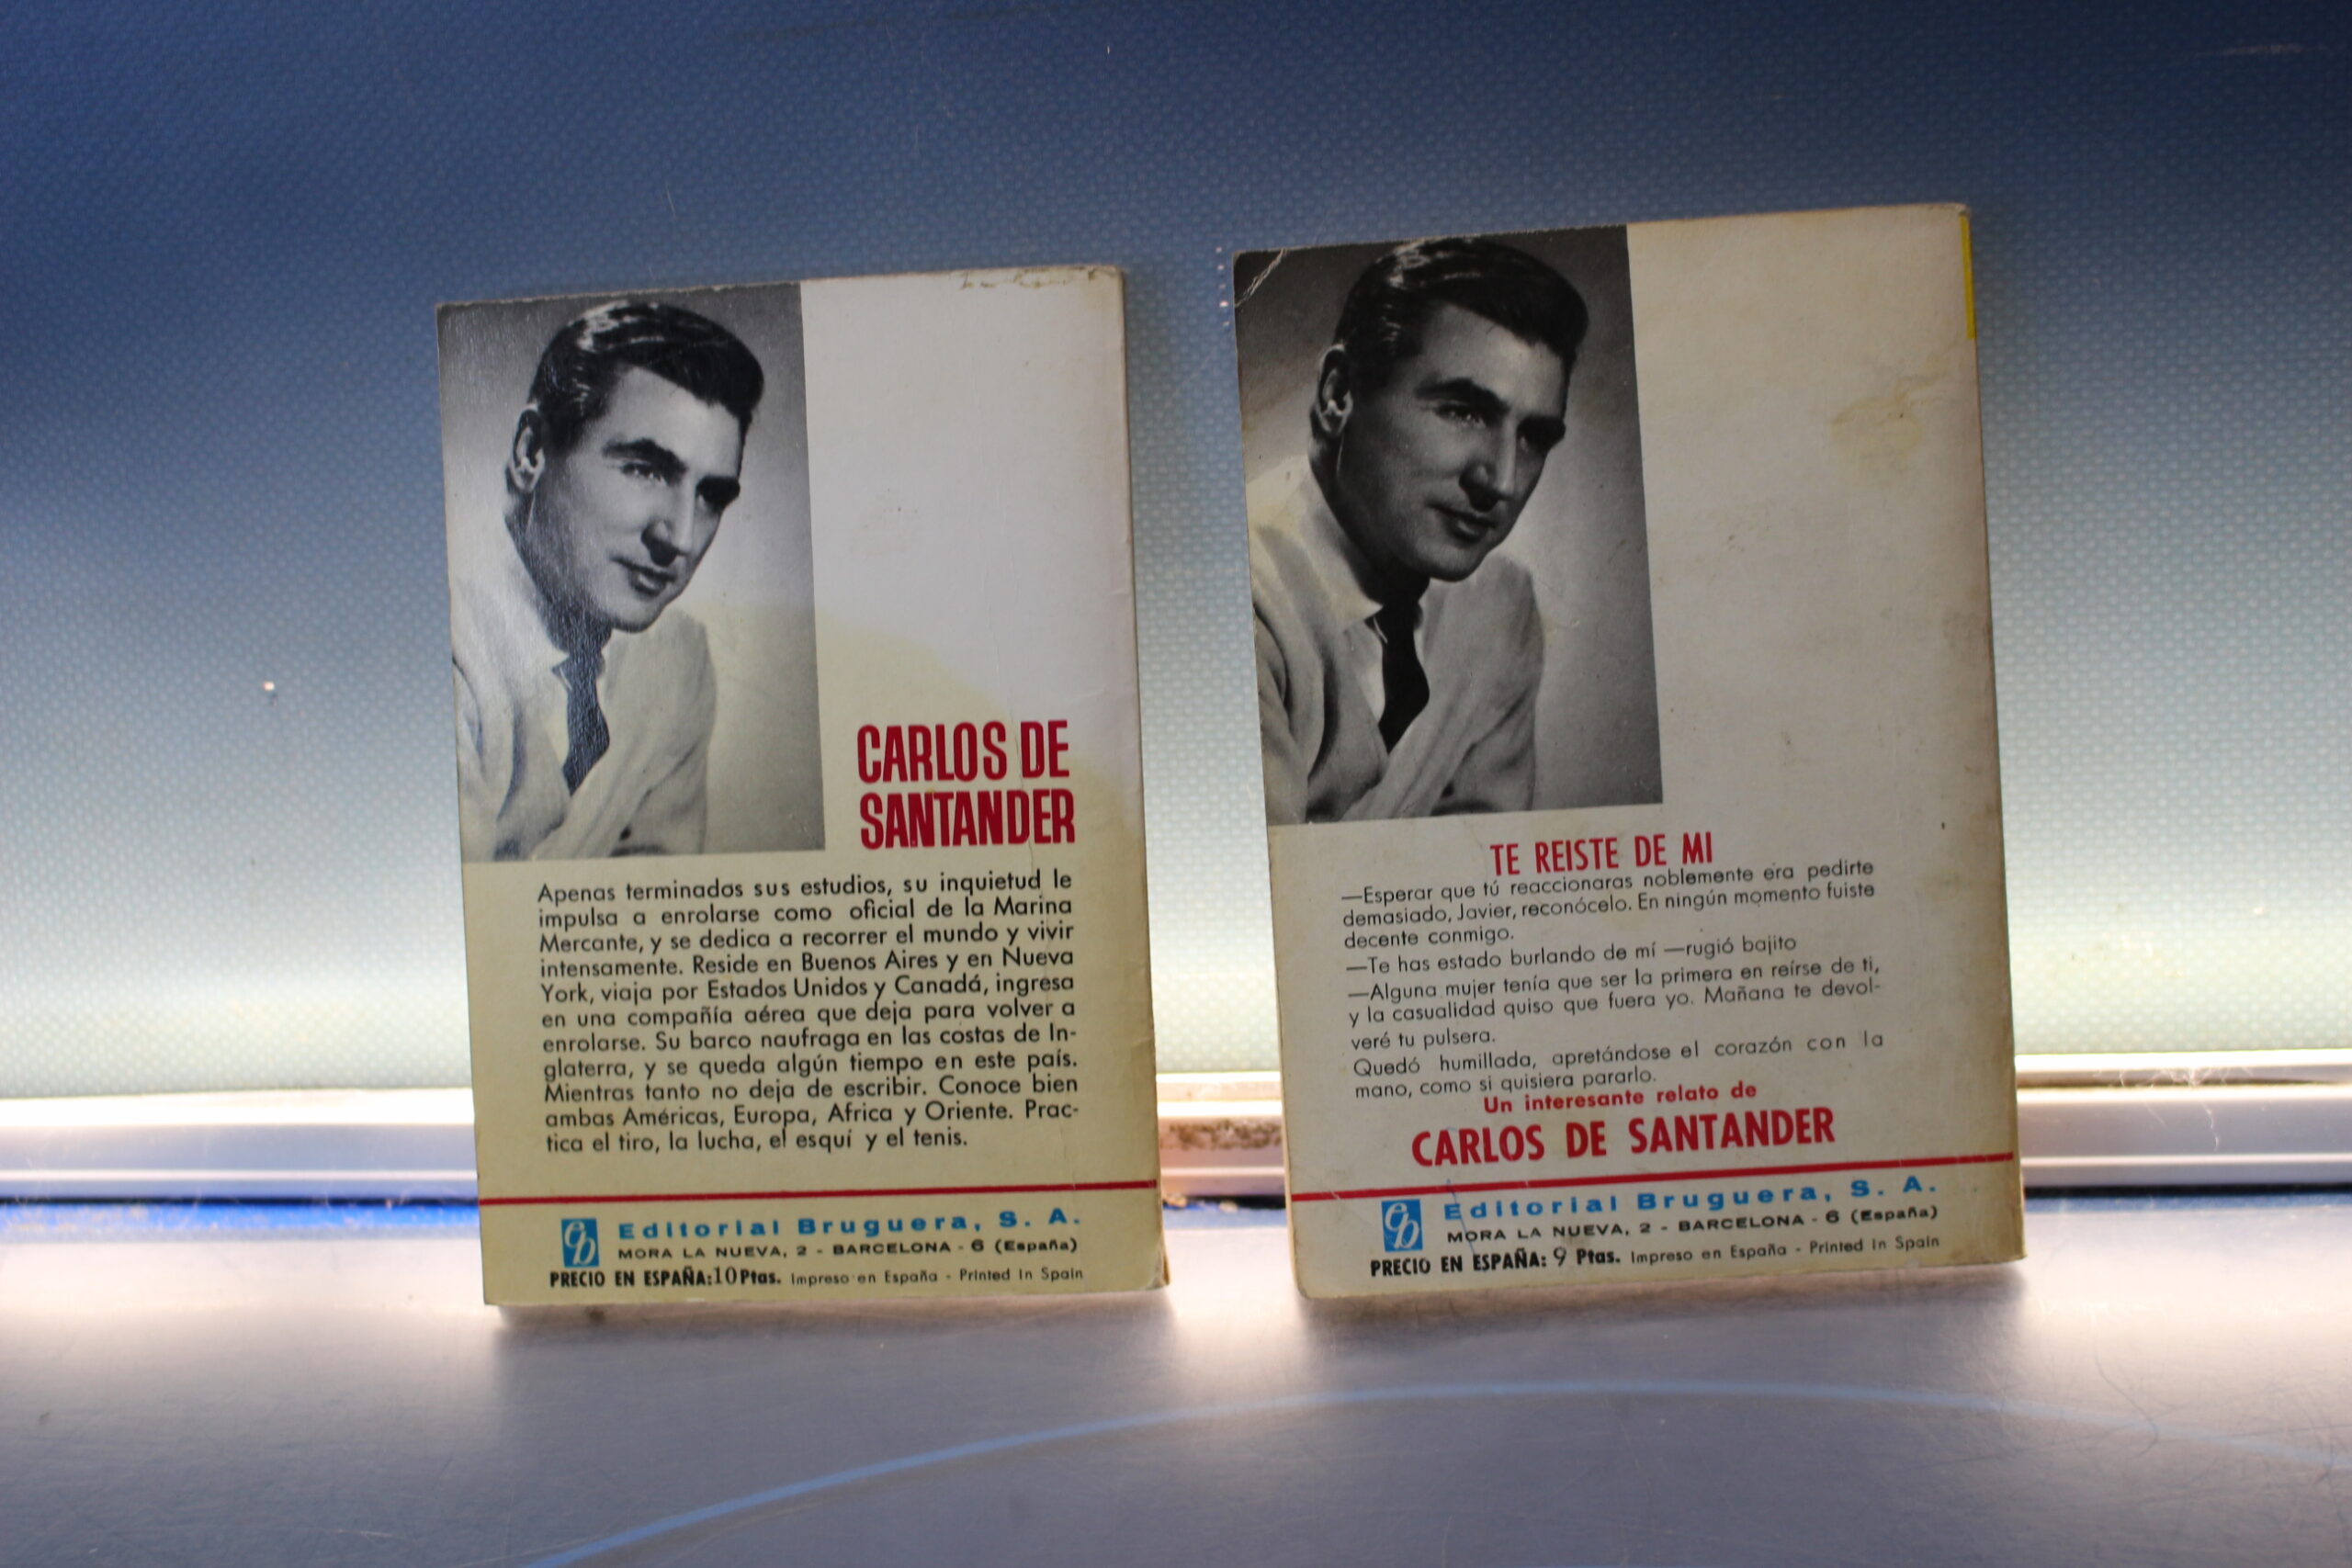 CARLOS DE
SANTANDER
Apenas terminados sus estudios, su inquietud le
impulsa a enrolarse como oficial de la Marina
Mercante, y se dedica a recorrer el mundo y vivir
intensamente. Reside en Buenos Aires y en Nueva
York, viaja por Estados Unidos y Canadá, ingresa
en una compañía aérea que deja para volver a
enrolarse. Su barco naufraga en las costas de In-
glaterra, y se queda algún tiempo en este país.
Mientras tanto no deja de escribir. Conoce bien
ambas Américas, Europa, Africa y Oriente. Prac-
tica el tiro, la lucha, el esquí y el tenis.
eb
Editorial Bruguera, S. A.
MORA LA NUEVA, 2 - BARCELONA - 6 (España)
PRECIO EN ESPAÑA: 10 Ptas. Impreso en España - Printed in Spain
TE REISTE DE MI
—Esperar que tú reaccionaras noblemente era pedirte
demasiado, Javier, reconócelo. En ningún momento fuiste
decente conmigo.
—Te has estado burlando de mí —rugió bajito
—Alguna mujer tenía que ser la primera en reírse de ti,
y la casualidad quiso que fuera yo. Mañana te devol-
veré tu pulsera.
Quedó humillada, apretándose el corazón con la
mano, como si quisiera pararlo.
Un interesante relato de
CARLOS DE SANTANDER
eb
Editorial Bruguera, S. A.
MORA LA NUEVA, 2 - BARCELONA - 6 (España)
PRECIO EN ESPAÑA: 9 Ptas. Impreso en España - Printed in Spain